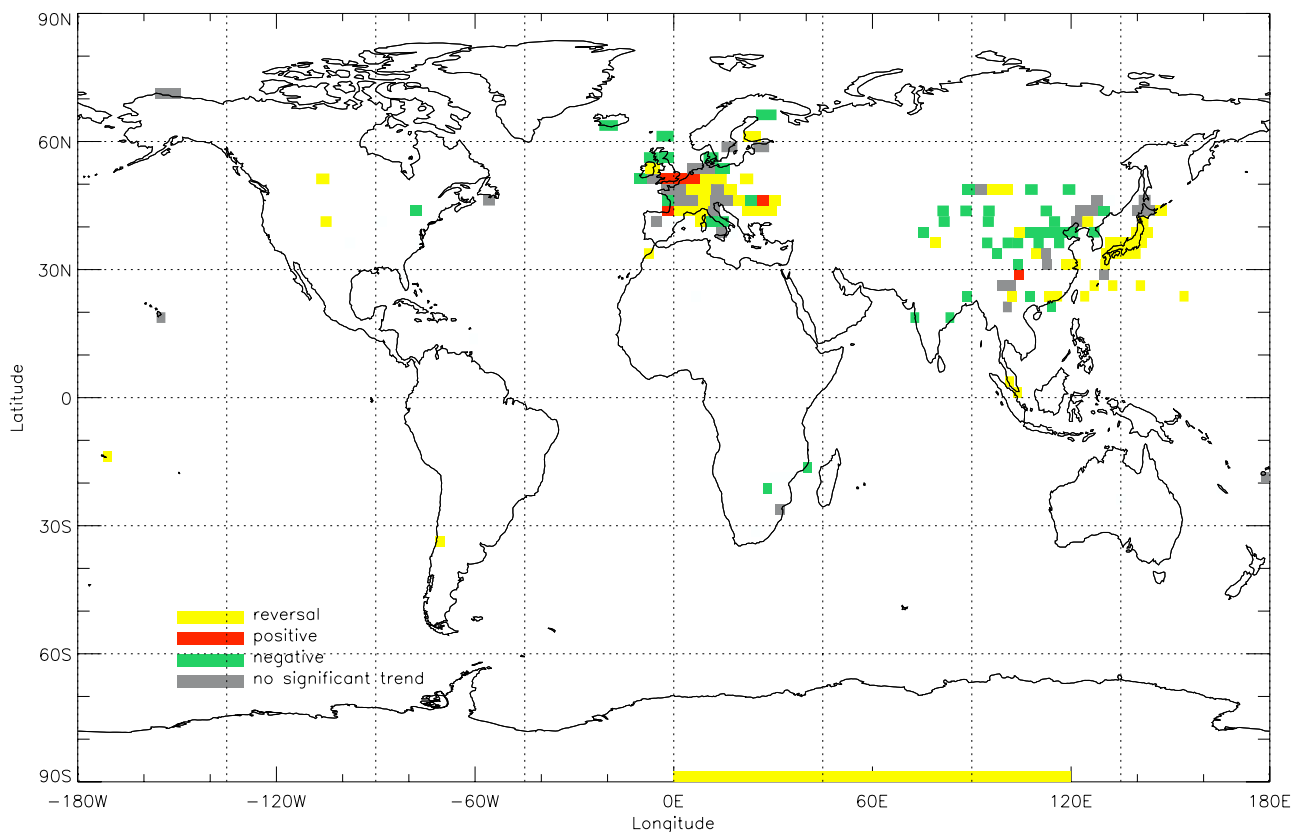 90N
60N
30N
0
30S
60S
90S
Latitude
reversal
positive
negative
no significant trend
−180W
−120W
−60W
0E
60E
120E
180E
Longitude